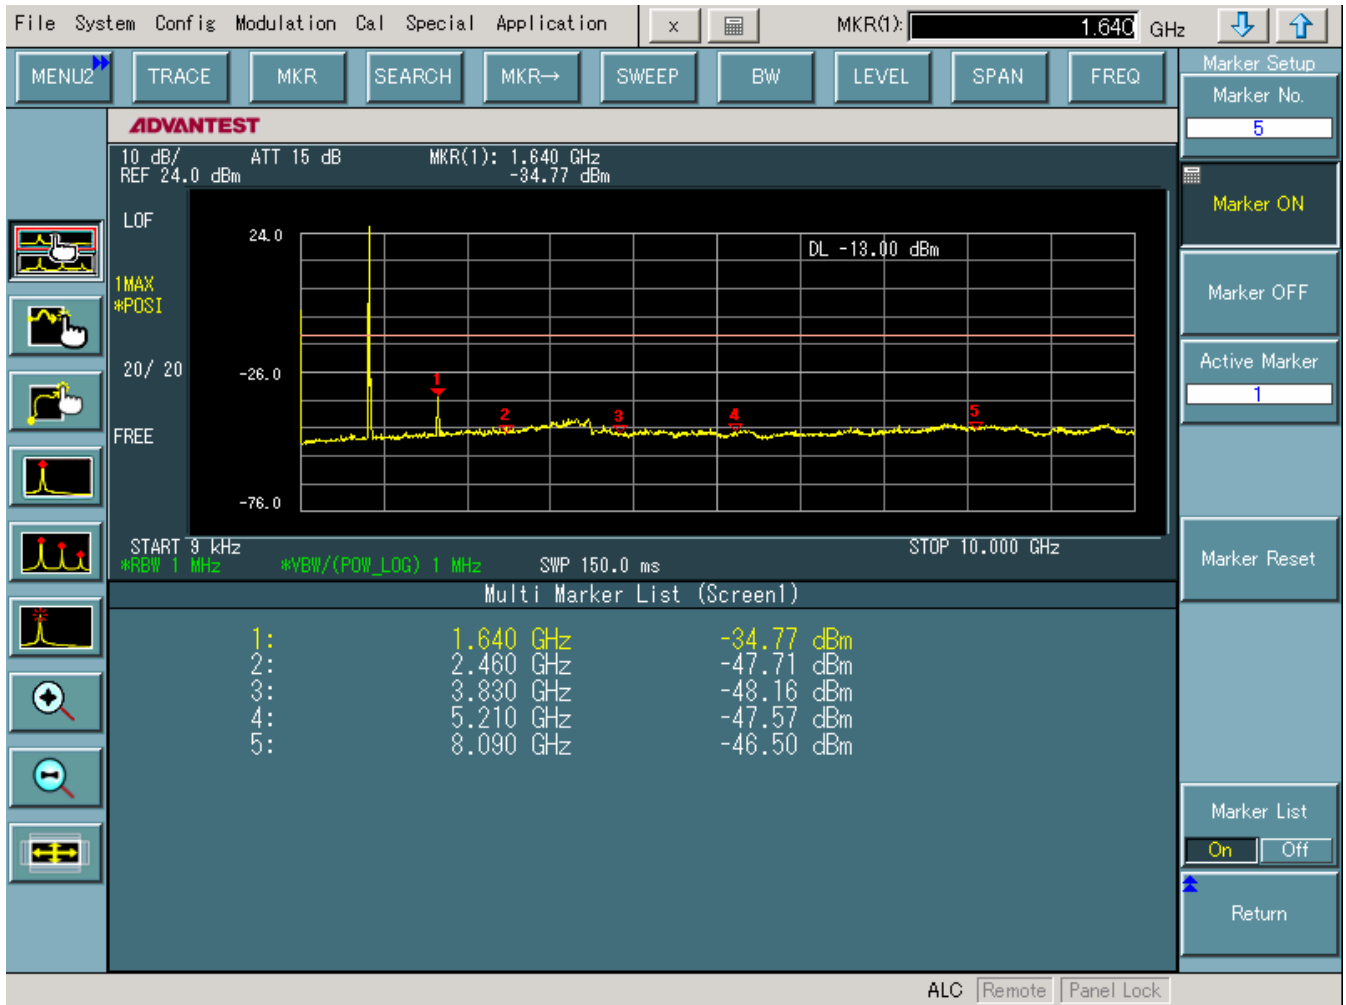 File System Config Modulation Cal Special Application x MKR(1): 1.640 GHz
MENU2 TRACE MKR SEARCH MKR→ SWEEP BW LEVEL SPAN FREQ
Marker Setup
Marker No.
5
Marker ON
Marker OFF
Active Marker
1
Marker Reset
Marker List
On Off
Return
ADVANTEST
10 dB/ ATT 15 dB MKR(1): 1.640 GHz
REF 24.0 dBm -34.77 dBm
LOF
1MAX
*POSI
20/ 20
FREE
24.0
-26.0
-76.0
DL -13.00 dBm
1
2
3
4
5
START 9 kHz STOP 10.000 GHz
*RBW 1 MHz *VBW/(POW_LOG) 1 MHz SWP 150.0 ms
Multi Marker List (Screen1)
1: 1.640 GHz -34.77 dBm
2: 2.460 GHz -47.71 dBm
3: 3.830 GHz -48.16 dBm
4: 5.210 GHz -47.57 dBm
5: 8.090 GHz -46.50 dBm
ALC Remote Panel Lock